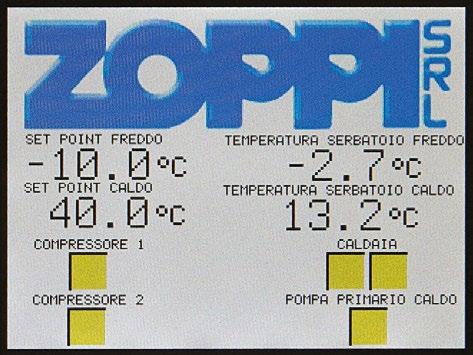 ZOPPI SRL
SET POINT FREDDO
-10.0°C
TEMPERATURA SERBATOIO FREDDO
-2.7°C
SET POINT CALDO
40.0°C
TEMPERATURA SERBATOIO CALDO
13.2°C
COMPRESSORE 1
CALDAIA
COMPRESSORE 2
POMPA PRIMARIO CALDO